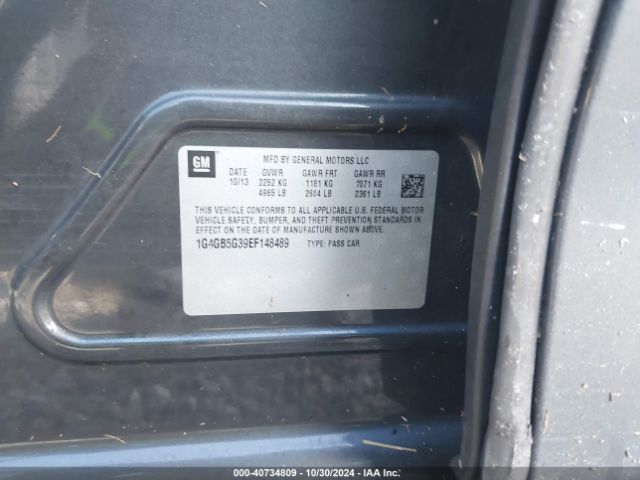 GM
MFD BY GENERAL MOTORS LLC
DATE GVWR GAWR FRT GAWR RR
10/13 2252 KG 1181 KG 1071 KG
4965 LB 2604 LB 2361 LB
THIS VEHICLE CONFORMS TO ALL APPLICABLE U.S. FEDERAL MOTOR
VEHICLE SAFETY, BUMPER, AND THEFT PREVENTION STANDARDS IN
EFFECT ON THE DATE OF MANUFACTURE SHOWN ABOVE.
1G4GB5G39EF148489 TYPE: PASS CAR
000-40734809 - 10/30/2024 - IAA Inc.